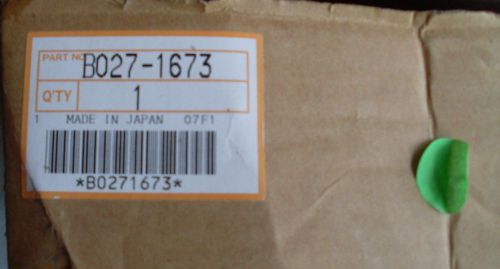 PART NO. B027-1673
Q'TY 1
1 MADE IN JAPAN 07F1
*B0271673*